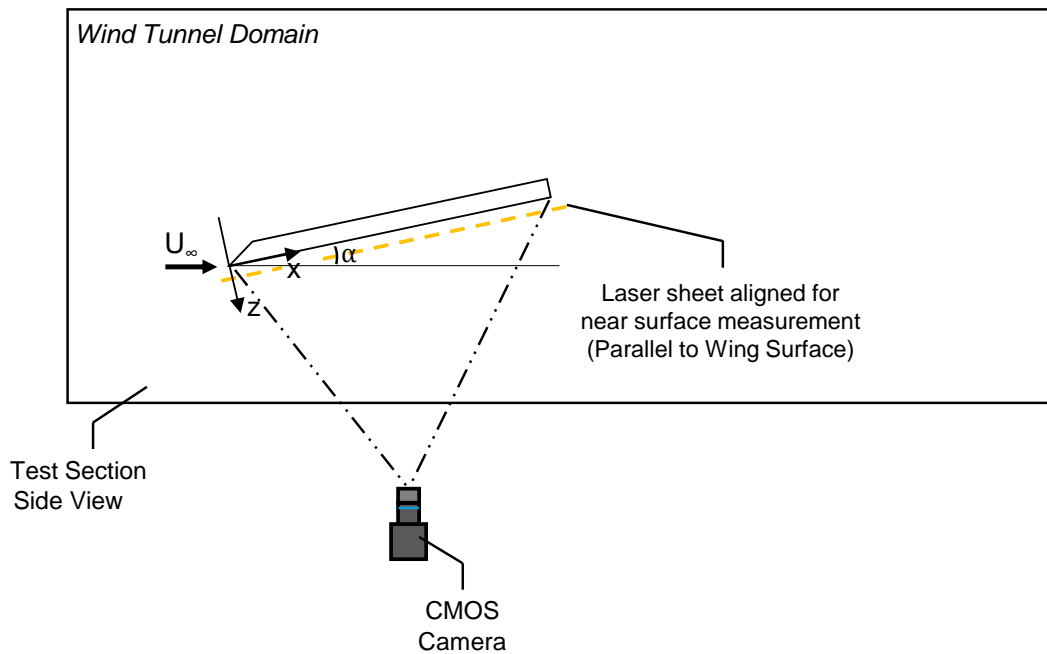 Wind Tunnel Domain
U∞
α
x
z
Laser sheet aligned for
near surface measurement
(Parallel to Wing Surface)
Test Section
Side View
CMOS
Camera